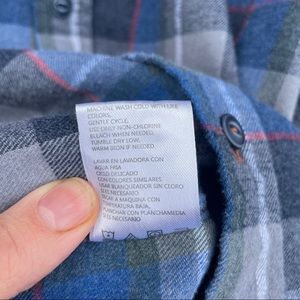 MACHINE WASH COLD WITH LIKE
COLORS,
GENTLE CYCLE.
USE ONLY NON-CHLORINE
BLEACH WHEN NEEDED.
TUMBLE DRY LOW,
WARM IRON IF NEEDED
LAVAR EN LAVADORA CON
AGUA FRIA
CICLO DELICADO
CON COLORES SIMILARES
USAR BLANQUEADOR SIN CLORO
SI ES NECESARIO
SECAR A MAQUINA CON
TEMPERATURA BAJA,
PLANCHAR CON PLANCHA MEDIA
SI ES NECESARIO